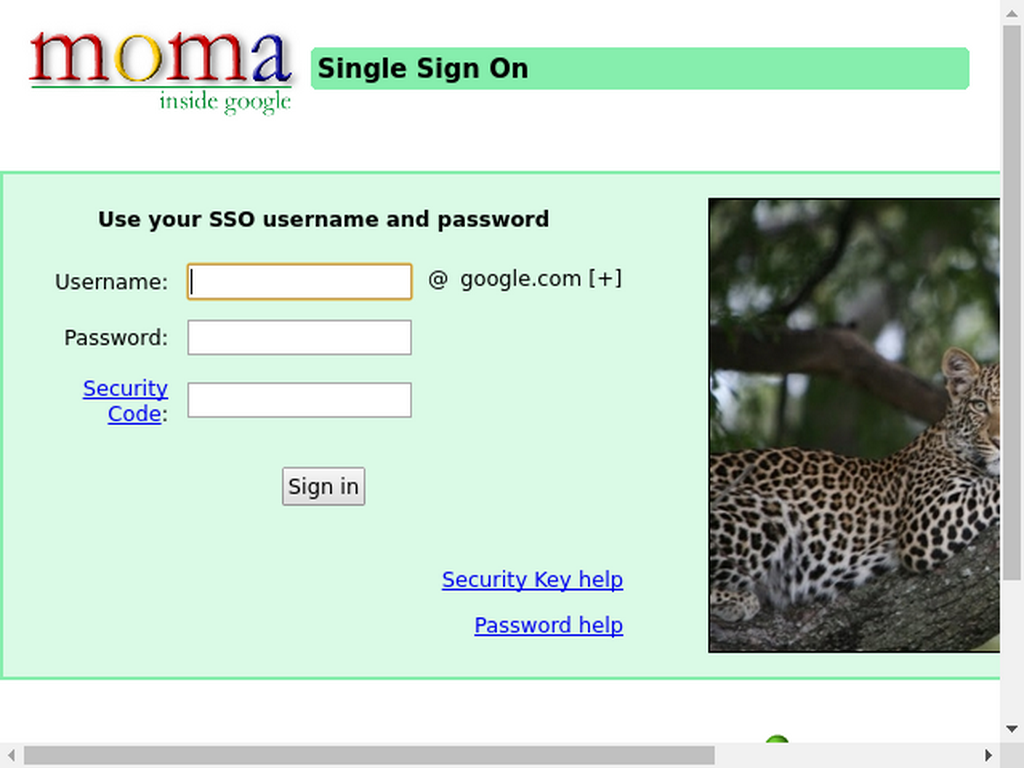 moma
inside google
Single Sign On
Use your SSO username and password
Username:
@ google.com [+]
Password:
Security
Code:
Sign in
Security Key help
Password help